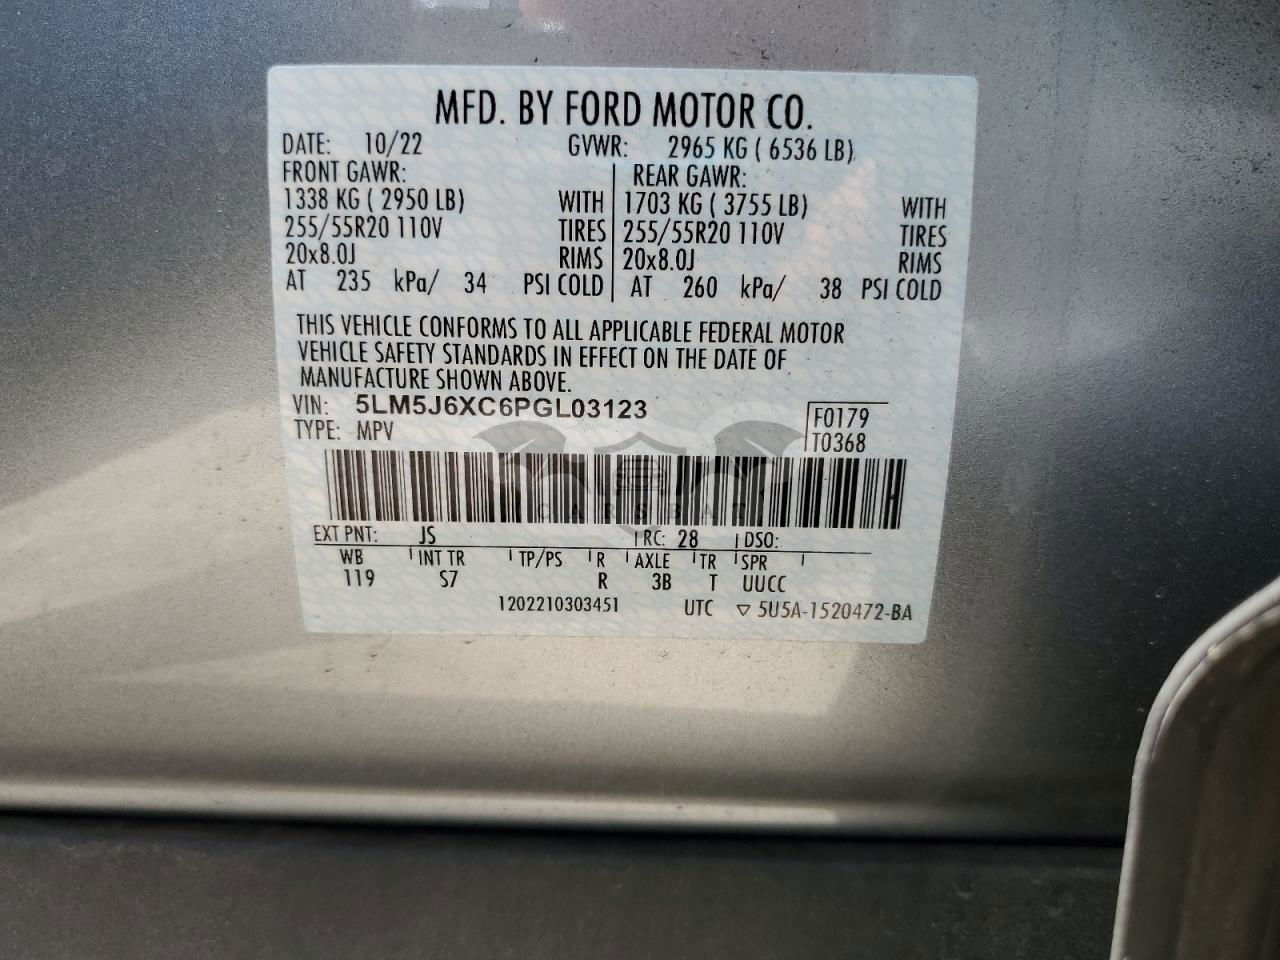 MFD. BY FORD MOTOR CO.
DATE: 10/22 GVWR: 2965 KG ( 6536 LB)
FRONT GAWR: REAR GAWR:
1338 KG ( 2950 LB) WITH 1703 KG ( 3755 LB) WITH
255/55R20 110V TIRES 255/55R20 110V TIRES
20x8.0J RIMS 20x8.0J RIMS
AT 235 kPa/ 34 PSI COLD AT 260 kPa/ 38 PSI COLD
THIS VEHICLE CONFORMS TO ALL APPLICABLE FEDERAL MOTOR
VEHICLE SAFETY STANDARDS IN EFFECT ON THE DATE OF
MANUFACTURE SHOWN ABOVE.
VIN: 5LM5J6XC6PGL03123
F0179
TYPE: MPV
T0368
CARSBAT
EXT PNT: JS RC: 28 DSO:
WB INT TR TP/PS R AXLE TR SPR
119 S7 R 3B T UUCC
1202210303451 UTC ▽ 5U5A-1520472-BA